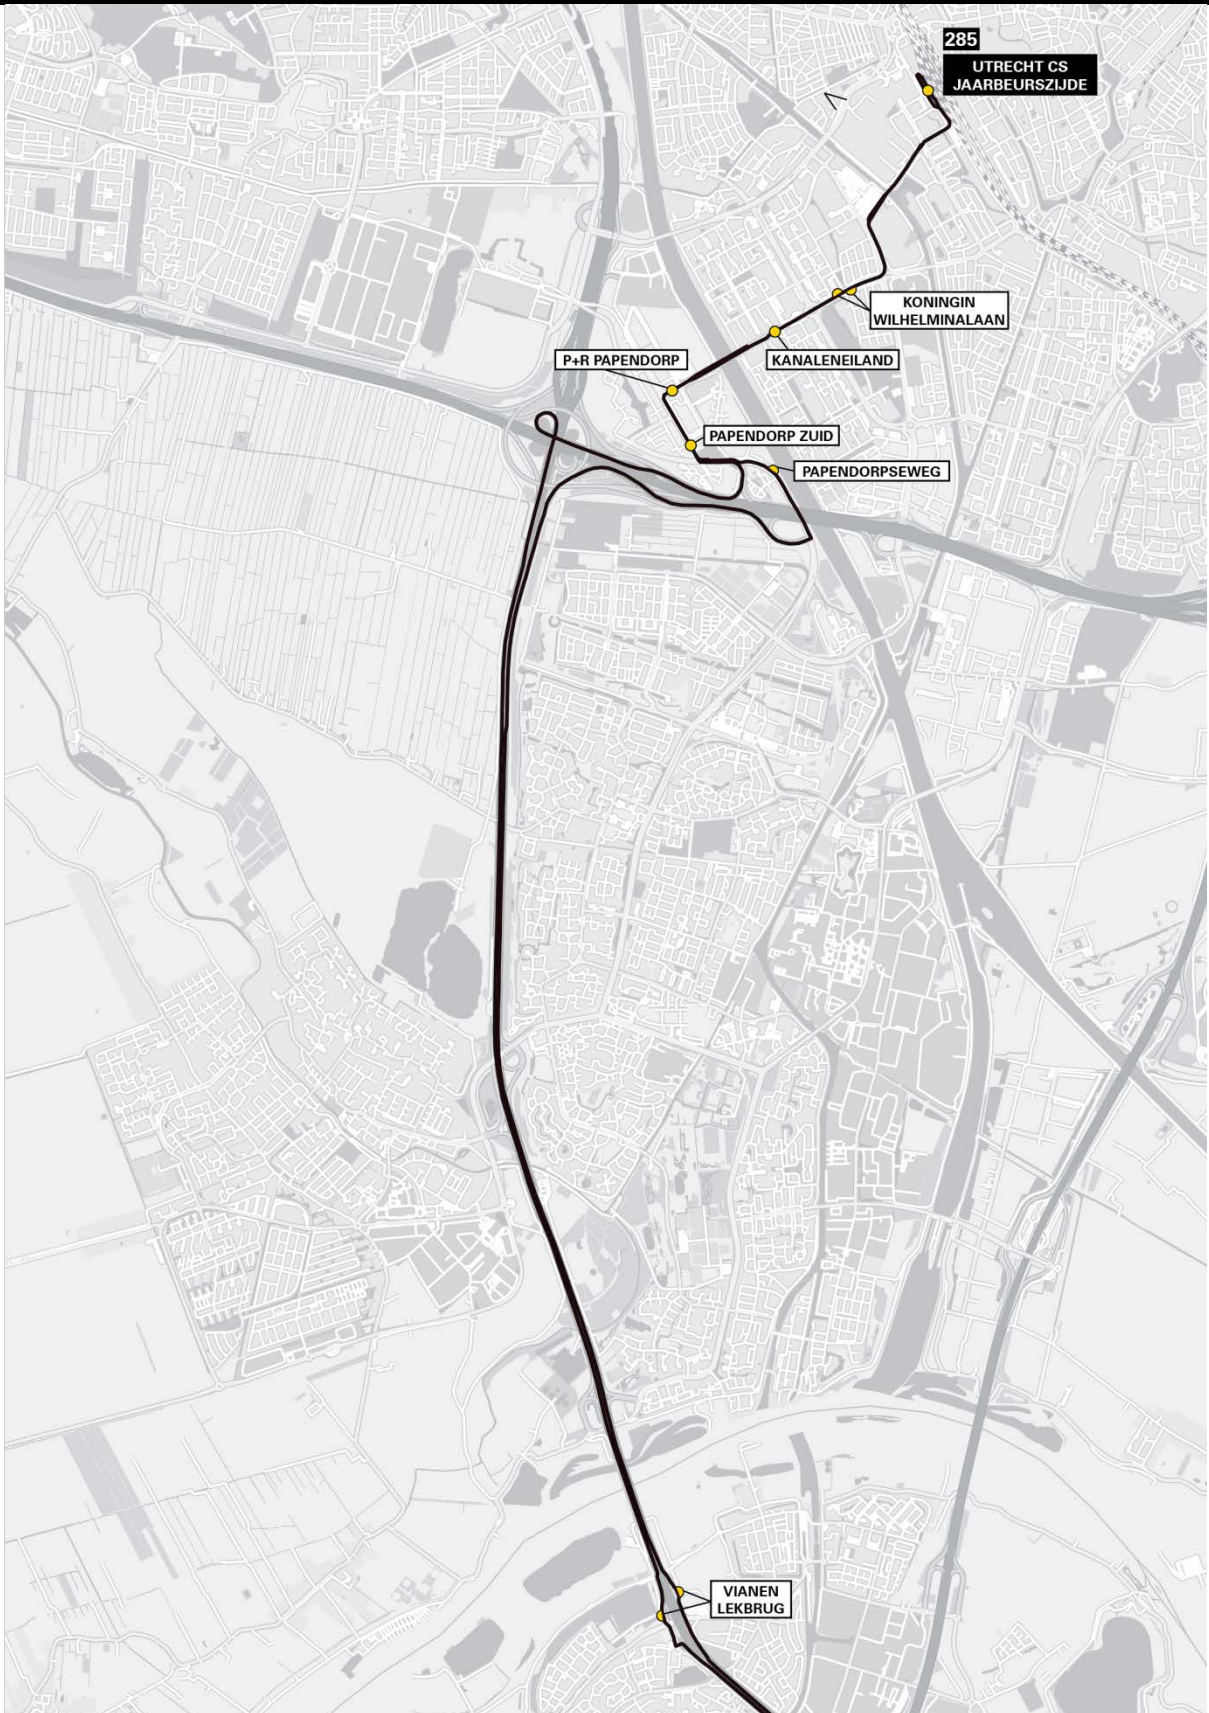 285
UTRECHT CS
JAARBEURSZIJDE
KONINGIN
WILHELMINALAAN
P+R PAPENDORP
KANALENEILAND
PAPENDORP ZUID
PAPENDORPSEWEG
VIANEN
LEKBRUG